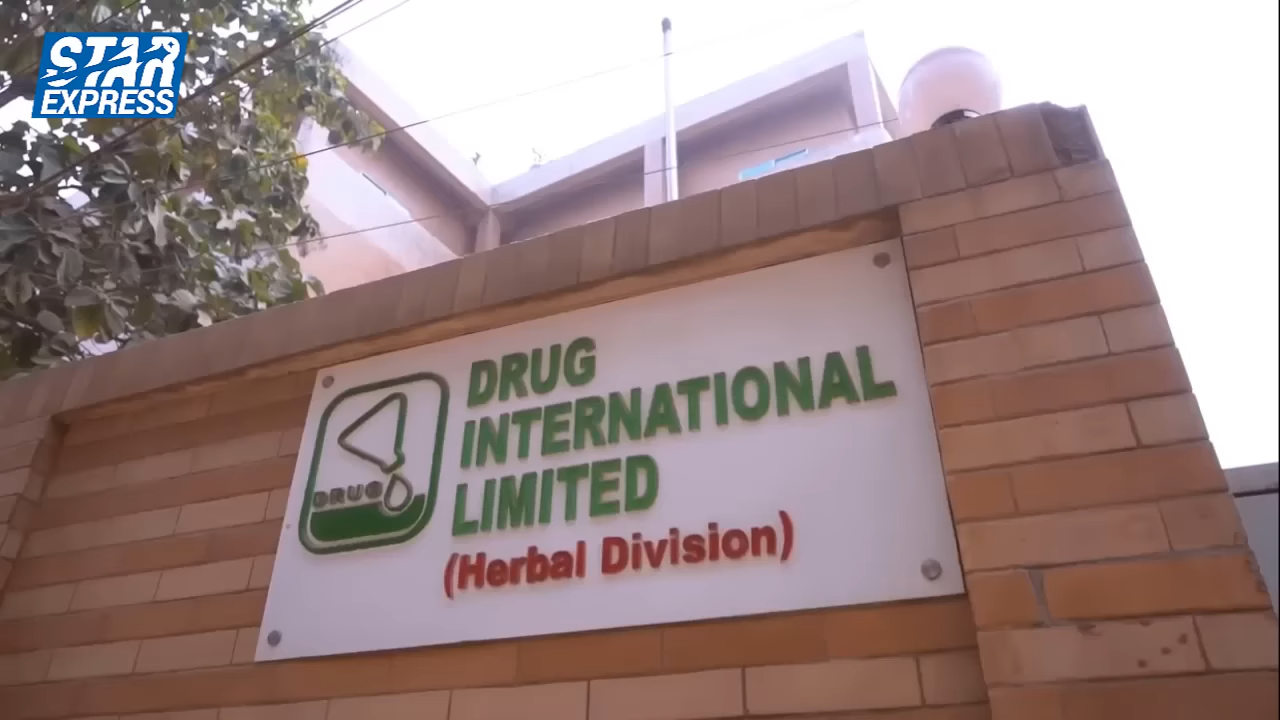 STAR
EXPRESS
DRUG
INTERNATIONAL
LIMITED
(Herbal Division)
DRUG